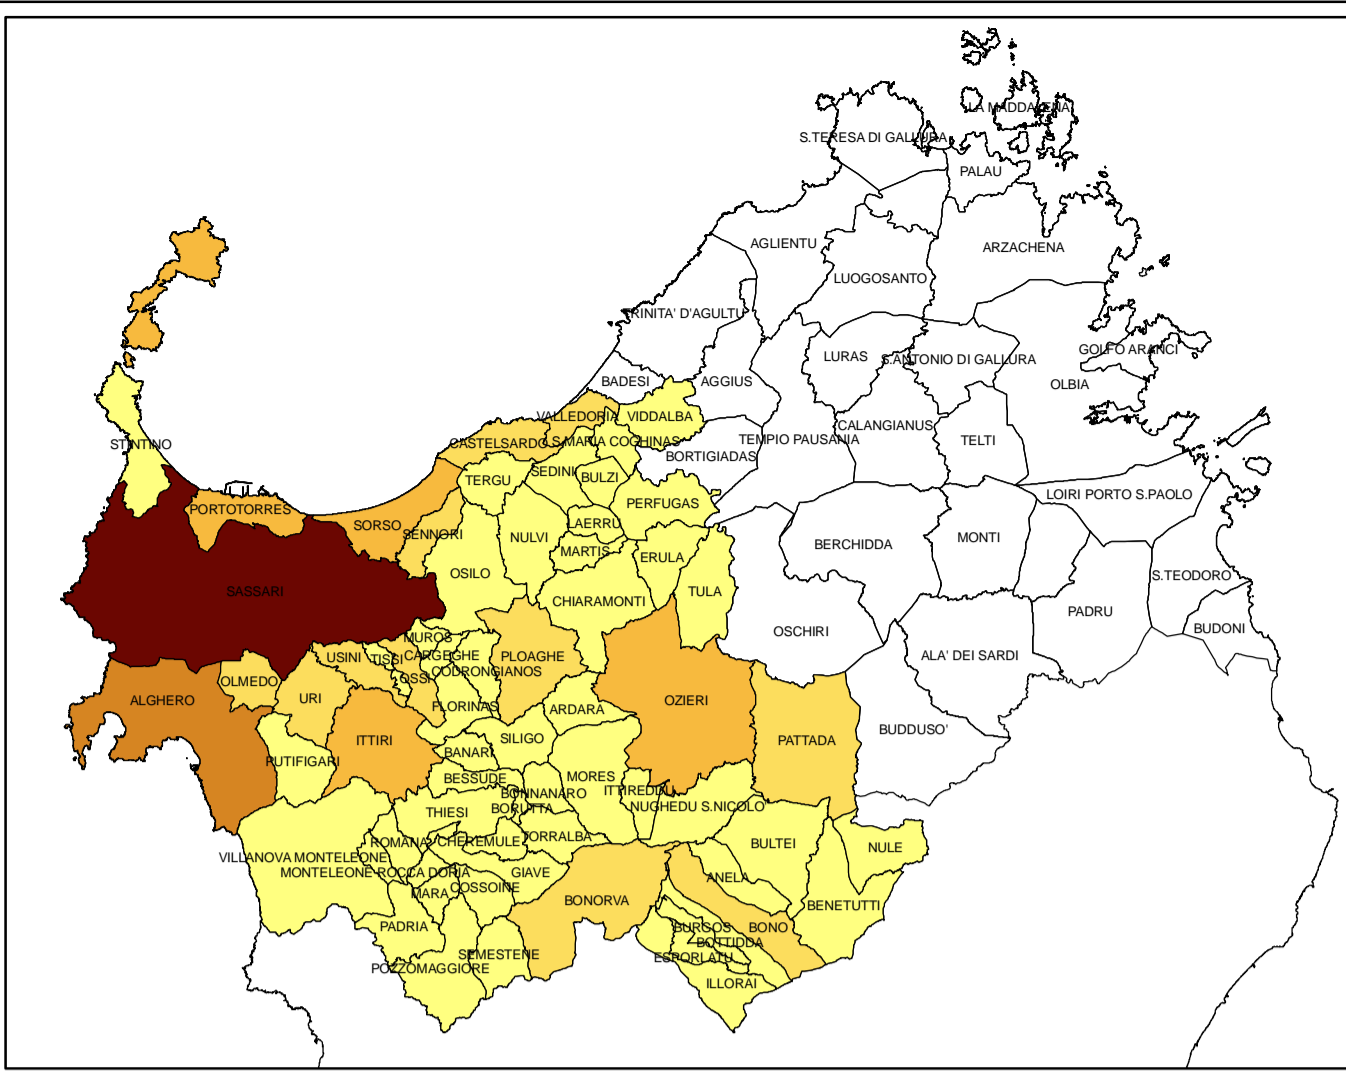 LA MADDALENA
S.TERESA DI GALLURA
PALAU
AGLIENTU
ARZACHENA
LUOGOSANTO
TRINITA' D'AGULTU
GOLFO ARANCI
LURAS
S.ANTONIO DI GALLURA
BADESI
AGGIUS
OLBIA
VALLEDORIA
VIDDALBA
CALANGIANUS
STINTINO
CASTELSARDO
S.MARIA COGHINAS
TEMPIO PAUSANIA
TELTI
BORTIGIADAS
SEDINI
BULZI
TERGU
LOIRI PORTO S.PAOLO
PERFUGAS
PORTOTORRES
SORSO
LAERRU
SENNORI
NULVI
BERCHIDDA
MONTI
MARTIS
ERULA
OSILO
S.TEODORO
SASSARI
TULA
CHIARAMONTI
PADRU
BUDONI
OSCHIRI
MUROS
USINI
TISSI
CARGEGHE
PLOAGHE
ALA' DEI SARDI
CODRONGIANOS
OSSI
OLMEDO
ALGHERO
URI
OZIERI
FLORINAS
ARDARA
BUDDUSO'
ITTIRI
SILIGO
PATTADA
BANARI
PUTIFIGARI
BESSUDE
MORES
ITTIREDDU
BONNANARO
BORUTTA
NUGHEDU S.NICOLO'
THIESI
TORRALBA
ROMANA
CHEREMULE
BULTEI
NULE
VILLANOVA MONTELEONE
MONTELEONE ROCCA DORIA
GIAVE
ANELA
COSSOINE
MARA
BONORVA
BENETUTTI
PADRIA
BURGOS
BONO
BOTTIDDA
SEMESTENE
ESPORLATU
POZZOMAGGIORE
ILLORAI